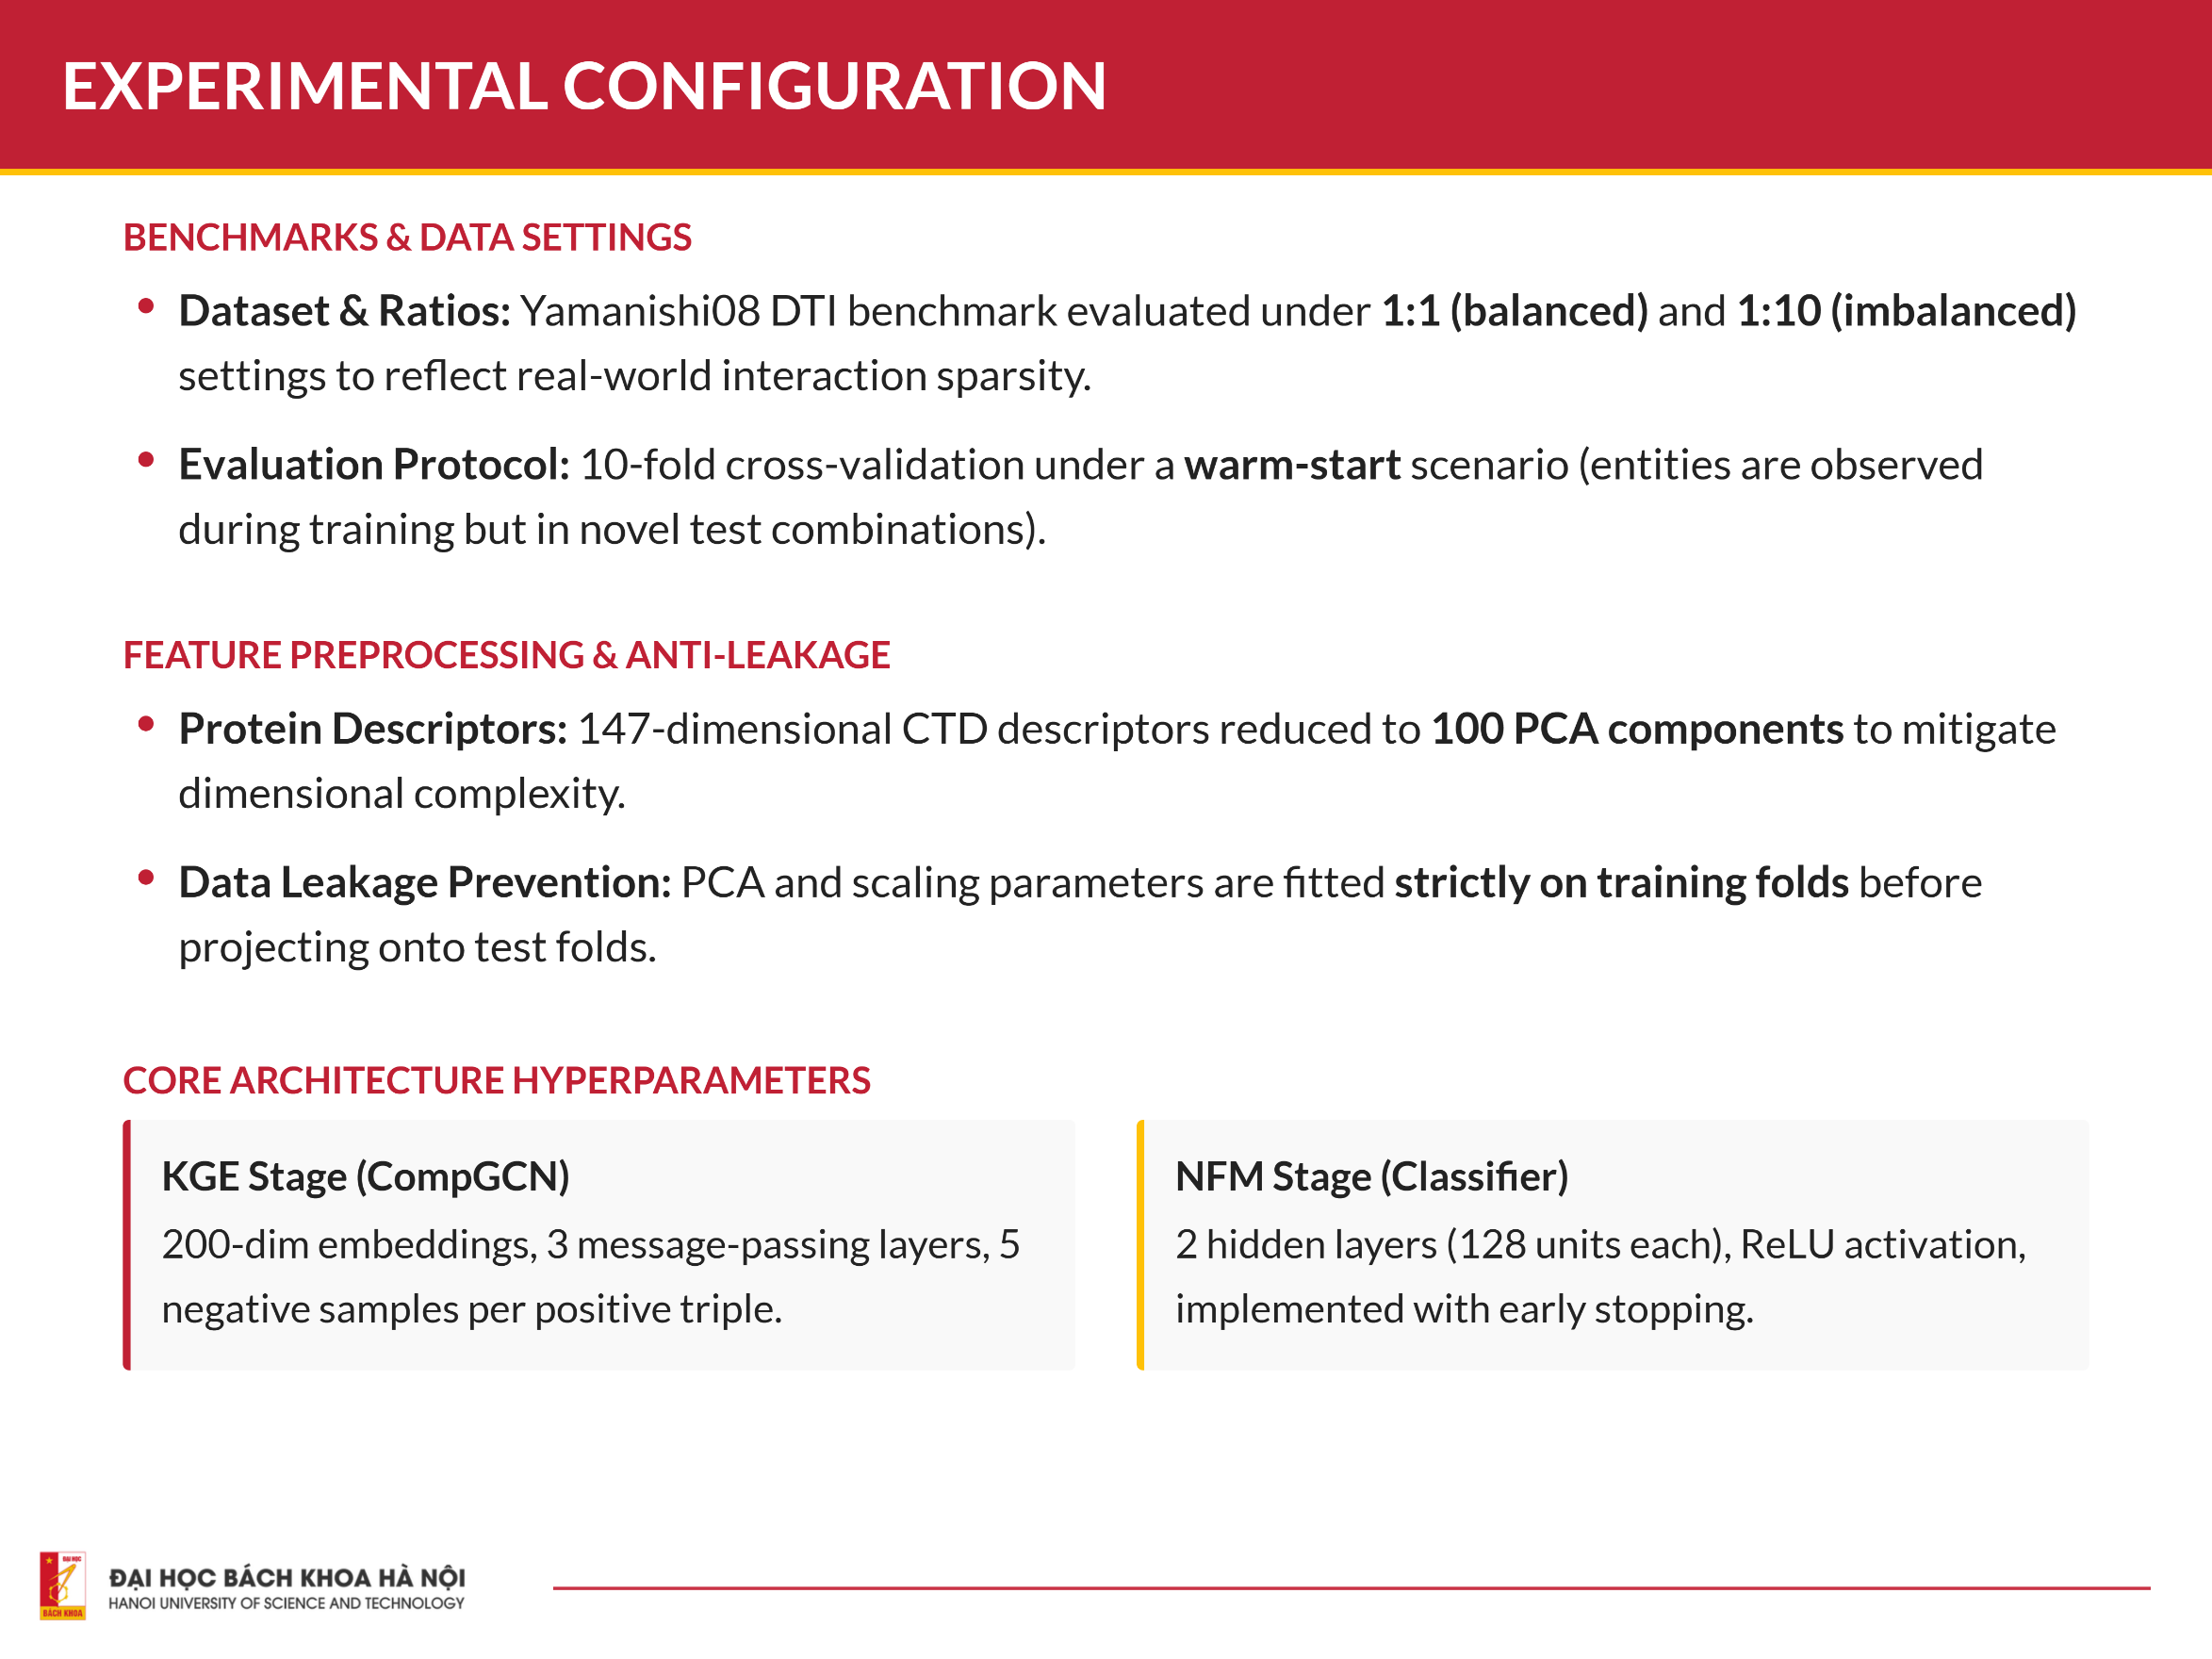 EXPERIMENTAL CONFIGURATION
BENCHMARKS & DATA SETTINGS
• Dataset & Ratios: Yamanishi08 DTI benchmark evaluated under 1:1 (balanced) and 1:10 (imbalanced)
settings to reflect real-world interaction sparsity.
• Evaluation Protocol: 10-fold cross-validation under a warm-start scenario (entities are observed
during training but in novel test combinations).
FEATURE PREPROCESSING & ANTI-LEAKAGE
• Protein Descriptors: 147-dimensional CTD descriptors reduced to 100 PCA components to mitigate
dimensional complexity.
• Data Leakage Prevention: PCA and scaling parameters are fitted strictly on training folds before
projecting onto test folds.
CORE ARCHITECTURE HYPERPARAMETERS
KGE Stage (CompGCN)
200-dim embeddings, 3 message-passing layers, 5
negative samples per positive triple.
NFM Stage (Classifier)
2 hidden layers (128 units each), ReLU activation,
implemented with early stopping.
ĐẠI HỌC
BÁCH KHOA
ĐẠI HỌC BÁCH KHOA HÀ NỘI
HANOI UNIVERSITY OF SCIENCE AND TECHNOLOGY